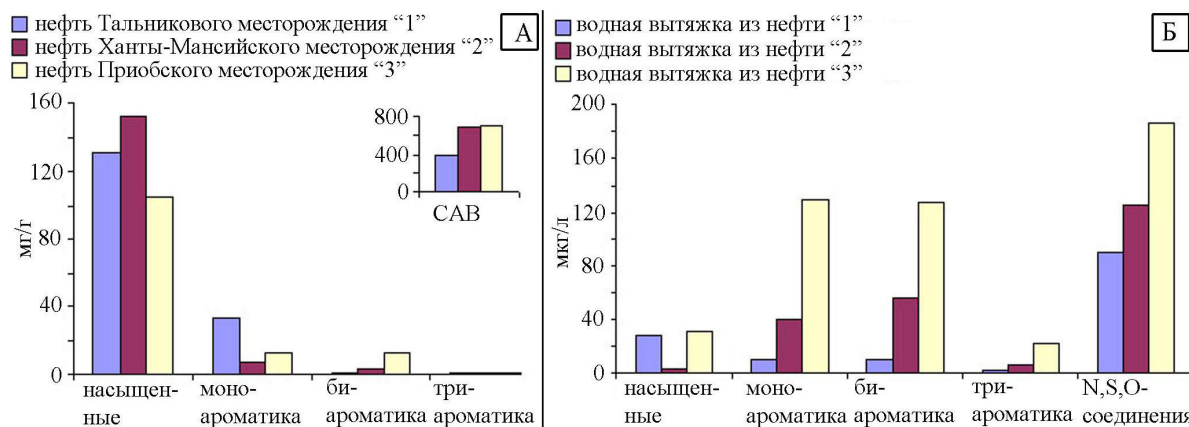 нефть Тальникового месторождения “1”
нефть Ханты-Мансийского месторождения “2”
нефть Приобского месторождения “3”
А
160
120
80
40
0
мг/г
800
400
0
САВ
насыщен-
ные
моно-
ароматика
би-
ароматика
три-
ароматика
водная вытяжка из нефти “1”
водная вытяжка из нефти “2”
водная вытяжка из нефти “3”
Б
200
160
120
80
40
0
мкг/л
насыщен-
ные
моно-
ароматика
би-
ароматика
три-
ароматика
N,S,O-
соединения